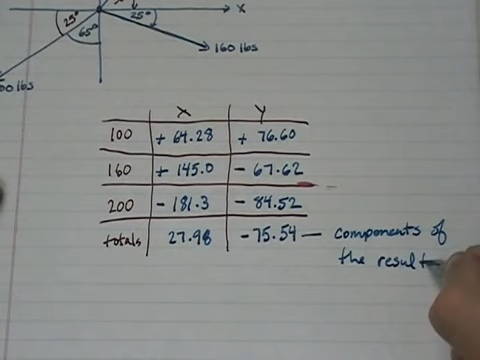 X
25°
25°
65°
160 lbs
00 lbs
X Y
100 + 64.28 + 76.60
160 + 145.0 - 67.62
200 - 181.3 - 84.52
totals 27.98 -75.54 — components of
the result